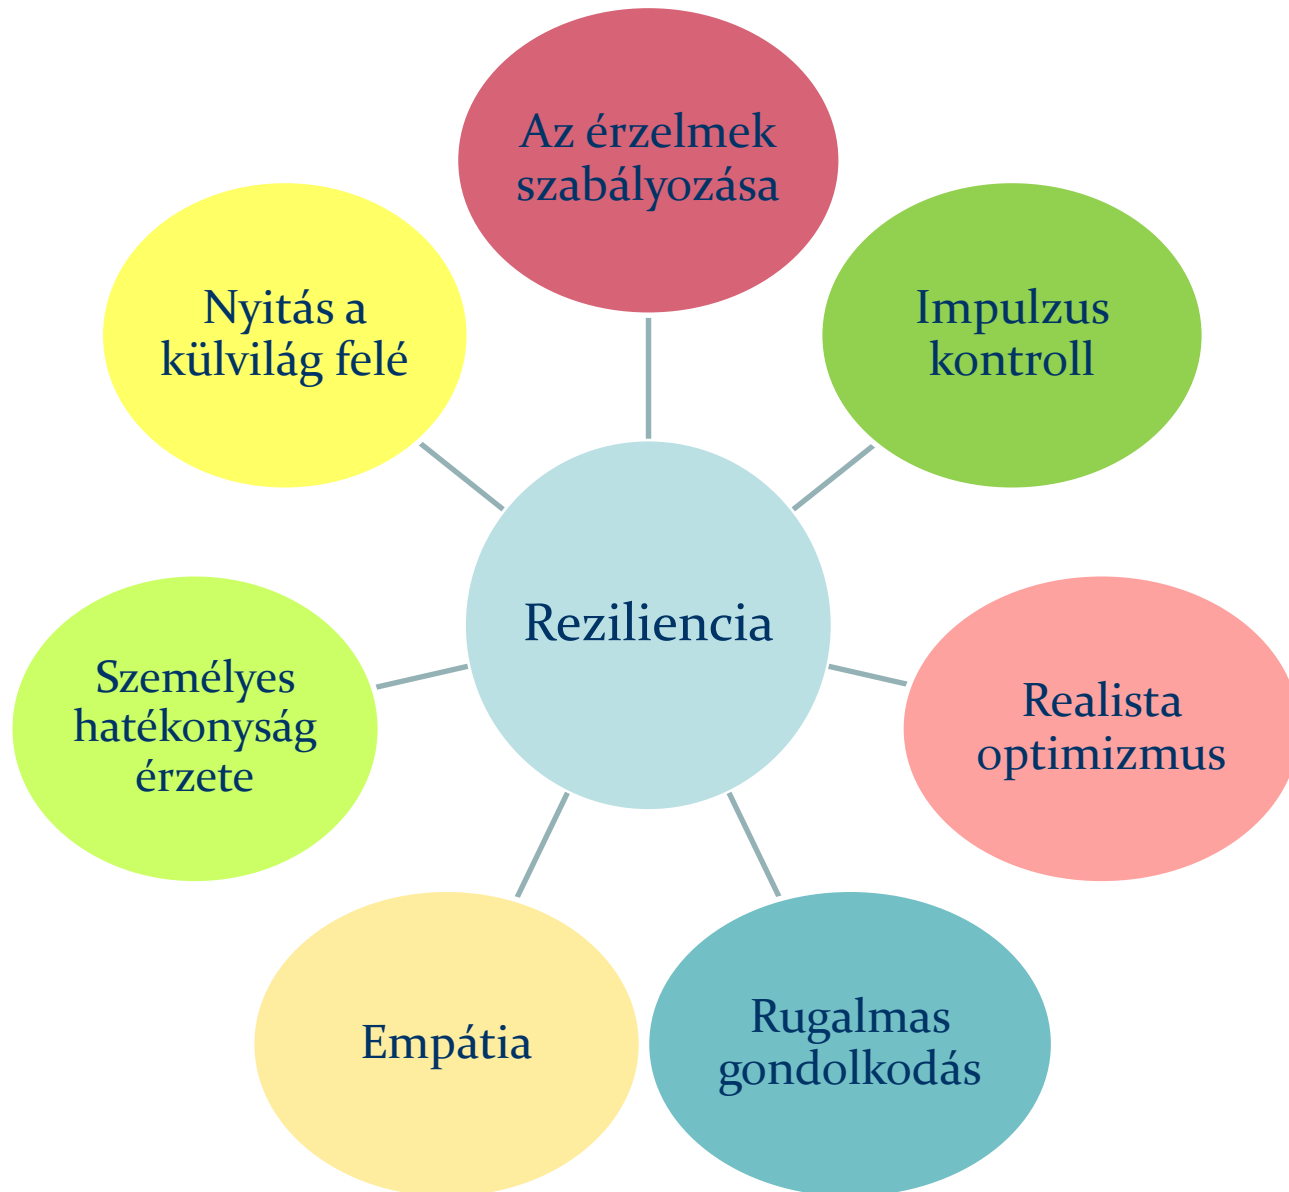 Az érzelmek
szabályozása
Impulzus
kontroll
Realista
optimizmus
Rugalmas
gondolkodás
Empátia
Személyes
hatékonyság
érzete
Nyitás a
külvilág felé
Reziliencia